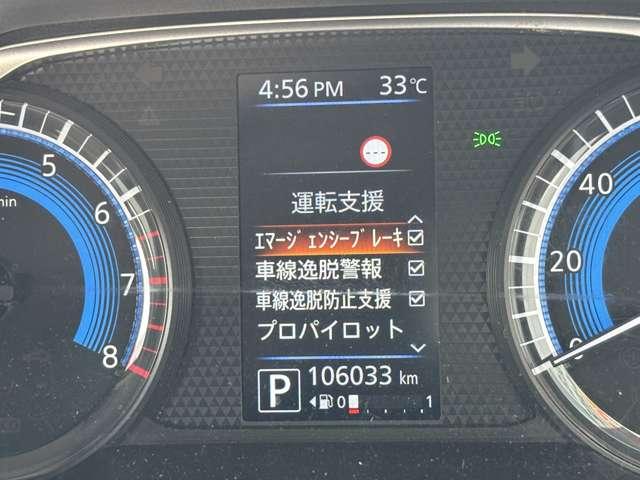 4:56 PM 33℃
---
運転支援
ｴﾏｰｼﾞｪﾝｼｰﾌﾞﾚｰｷ
車線逸脱警報
車線逸脱防止支援
プロパイロット
P 106033 km
0 1
min
5
6
7
8
40
20
0